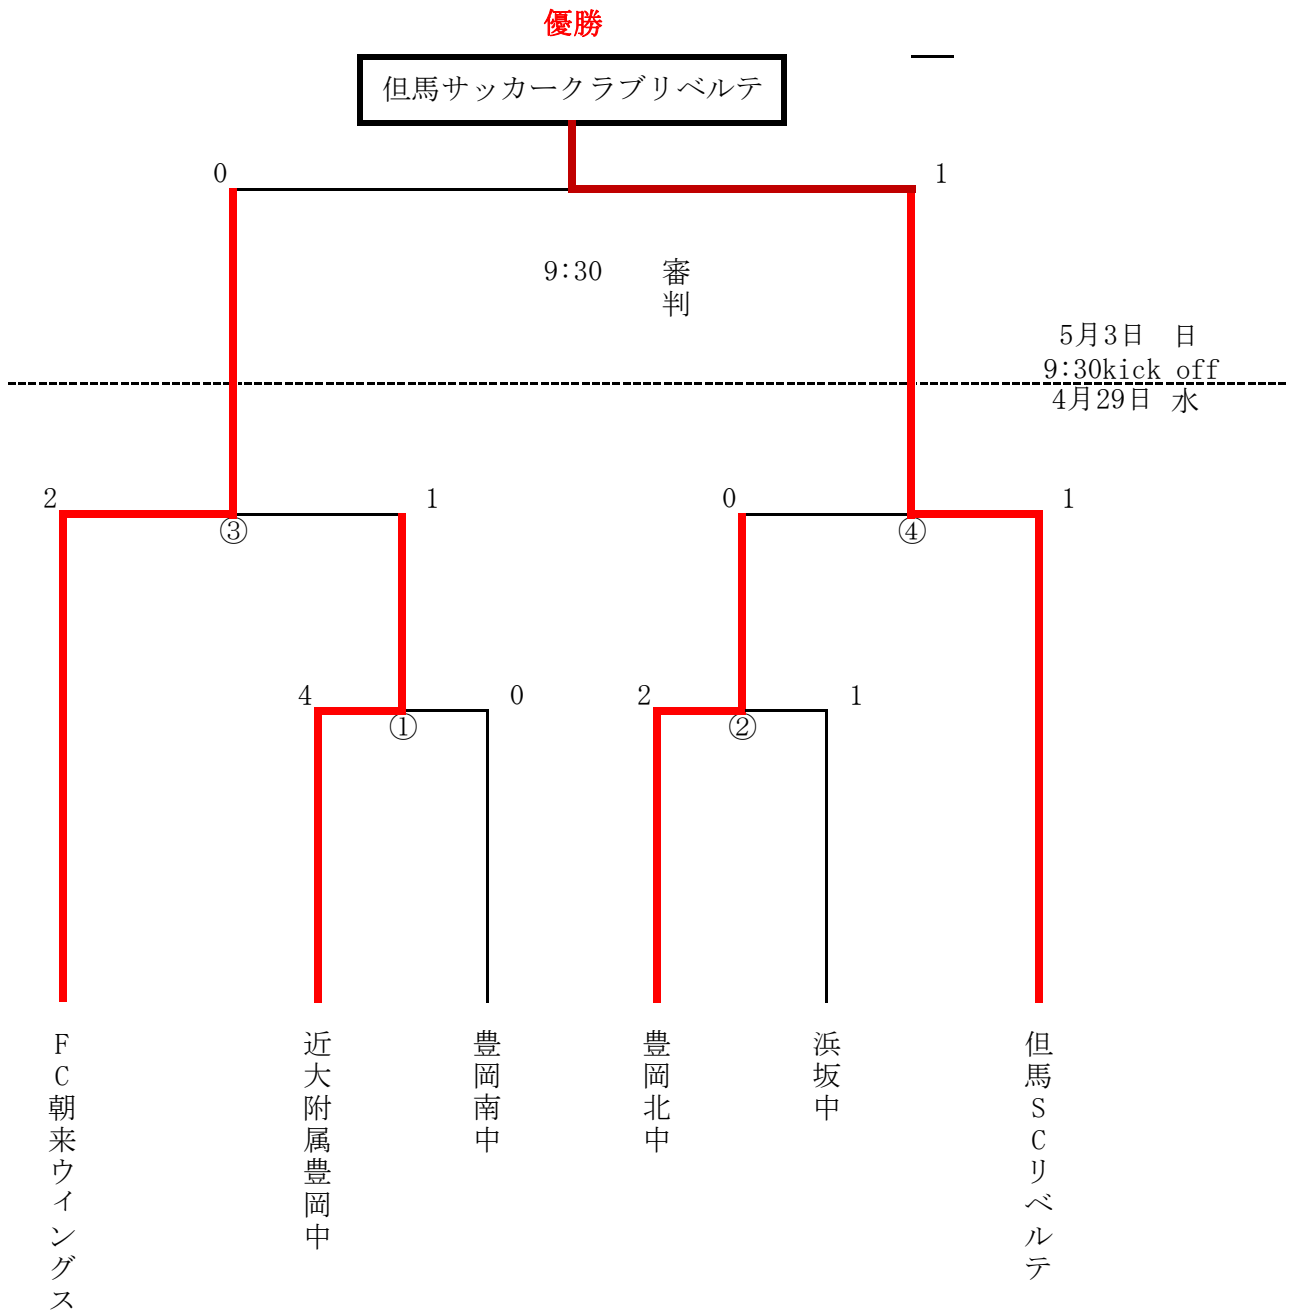 優勝
但馬サッカークラブリベルテ
0
1
9:30
審判
5月3日 日
9:30kick off
4月29日 水
2
1
0
1
③
④
4
0
2
1
①
②
FC朝来ウィングス
近大附属豊岡中
豊岡南中
豊岡北中
浜坂中
但馬SCリベルテ